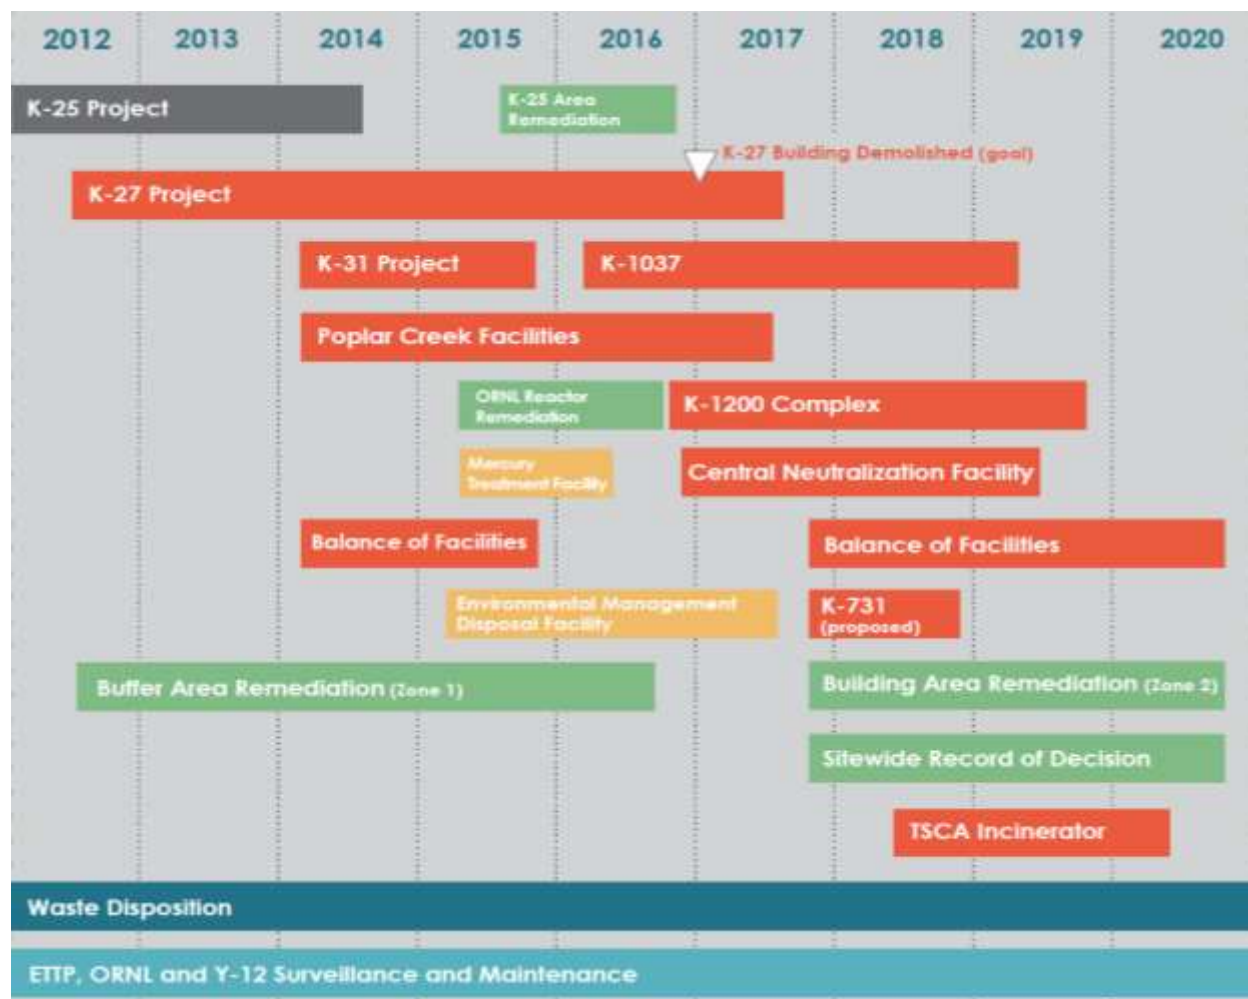 2012 2013 2014 2015 2016 2017 2018 2019 2020
K-25 Project
K-25 Area
Remediation
K-27 Building Demolished (goal)
K-27 Project
K-31 Project
K-1037
Poplar Creek Facilities
ORNL Reactor
Remediation
K-1200 Complex
Mercury
Treatment Facility
Central Neutralization Facility
Balance of Facilities
Balance of Facilities
Environmental Management
Disposal Facility
K-731
(proposed)
Buffer Area Remediation (Zone 1)
Building Area Remediation (Zone 2)
Sitewide Record of Decision
TSCA Incinerator
Waste Disposition
ETTP, ORNL and Y-12 Surveillance and Maintenance